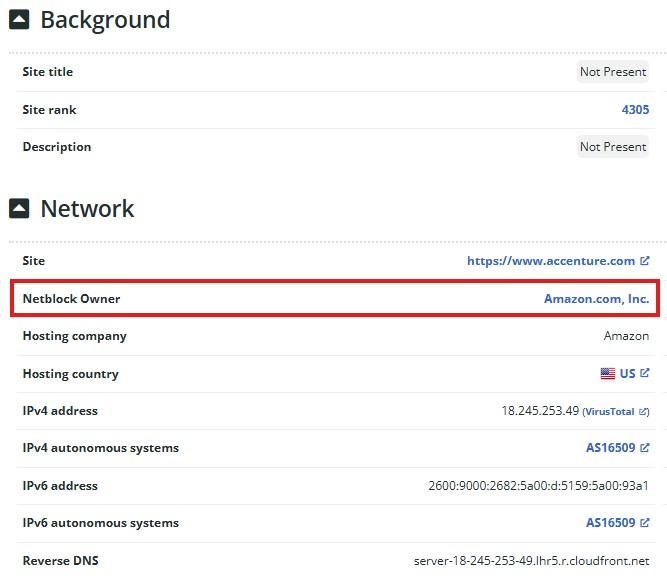 Background
Site title Not Present
Site rank 4305
Description Not Present
Network
Site https://www.accenture.com
Netblock Owner Amazon.com, Inc.
Hosting company Amazon
Hosting country US
IPv4 address 18.245.253.49 (VirusTotal)
IPv4 autonomous systems AS16509
IPv6 address 2600:9000:2682:5a00:d:5159:5a00:93a1
IPv6 autonomous systems AS16509
Reverse DNS server-18-245-253-49.lhr5.r.cloudfront.net